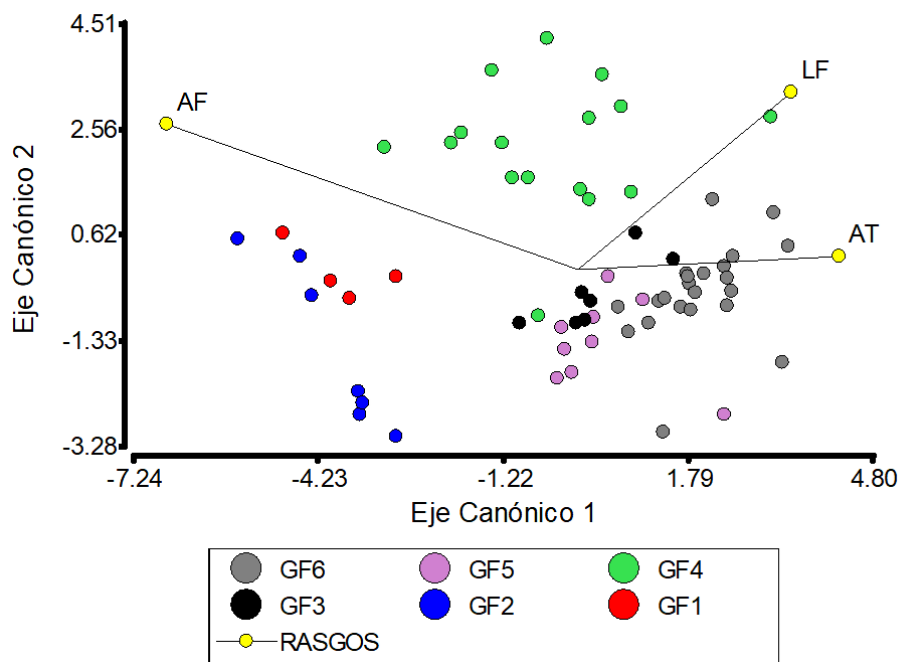 4.51
2.56
0.62
-1.33
-3.28
Eje Canónico 2
AF
LF
AT
-7.24 -4.23 -1.22 1.79 4.80
Eje Canónico 1
GF6 GF5 GF4
GF3 GF2 GF1
RASGOS